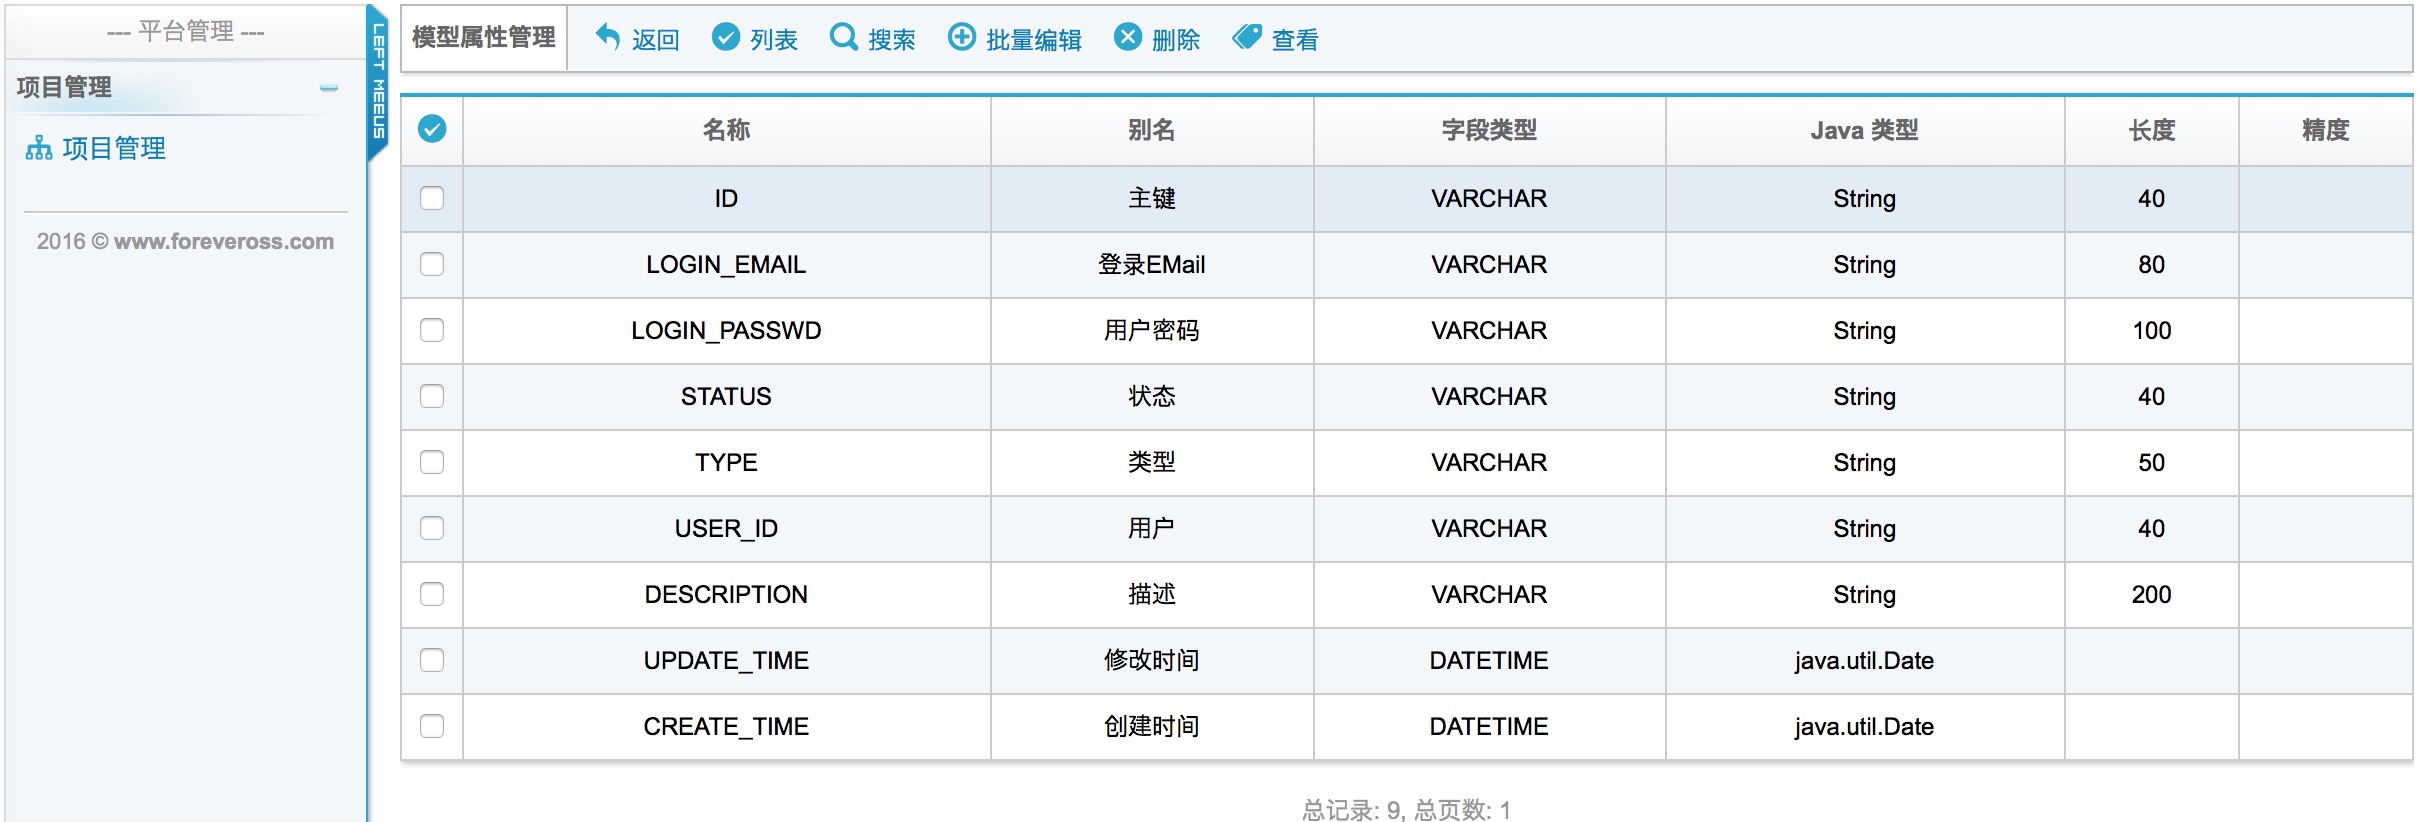 --- 平台管理 ---
项目管理
项目管理
2016 © www.foreveross.com
LEFT MEEUS
模型属性管理 返回 列表 搜索 批量编辑 删除 查看
名称 别名 字段类型 Java 类型 长度 精度
ID 主键 VARCHAR String 40
LOGIN_EMAIL 登录EMail VARCHAR String 80
LOGIN_PASSWD 用户密码 VARCHAR String 100
STATUS 状态 VARCHAR String 40
TYPE 类型 VARCHAR String 50
USER_ID 用户 VARCHAR String 40
DESCRIPTION 描述 VARCHAR String 200
UPDATE_TIME 修改时间 DATETIME java.util.Date
CREATE_TIME 创建时间 DATETIME java.util.Date
总记录: 9, 总页数: 1